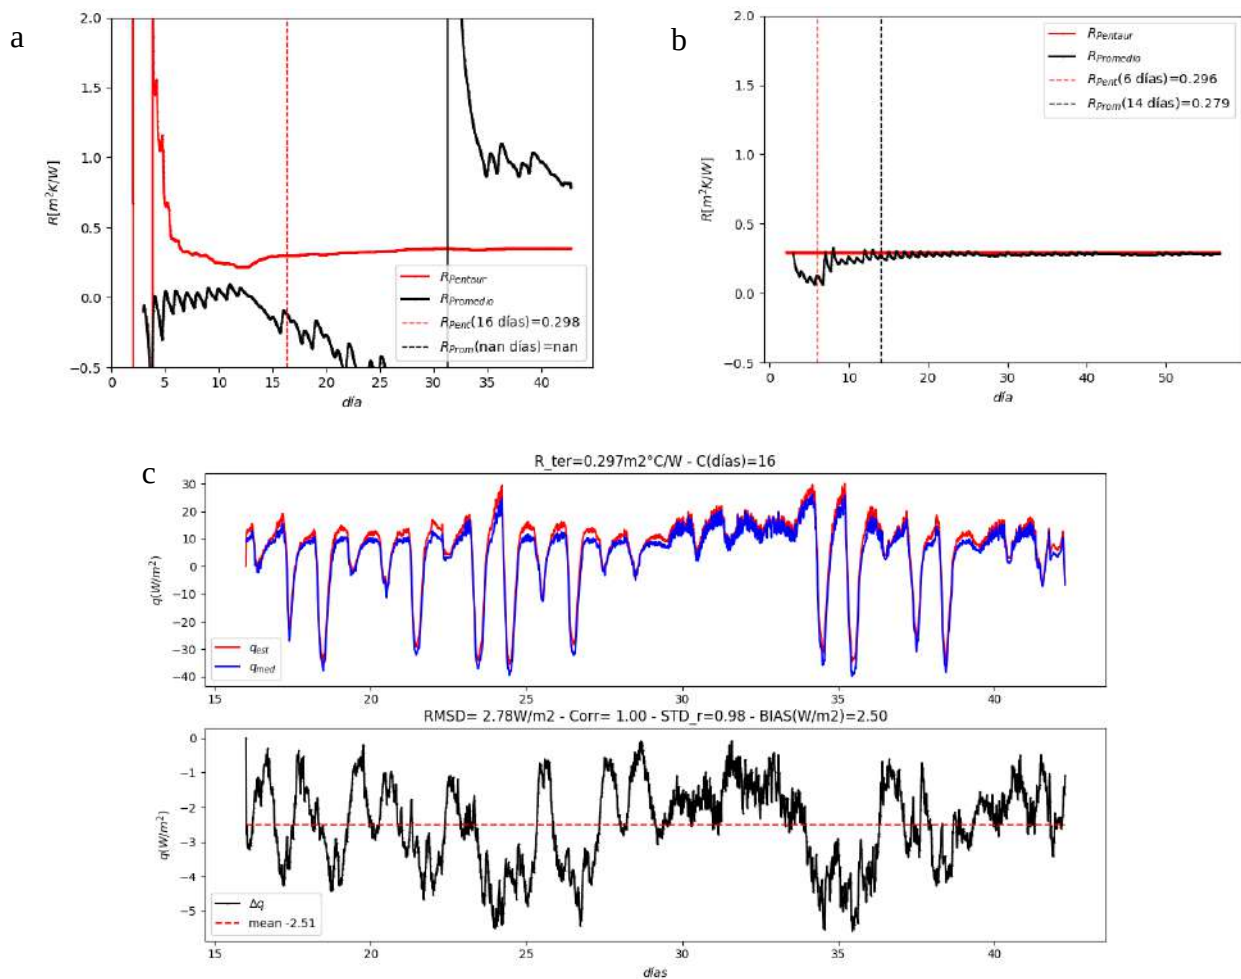 a
2.0
1.5
1.0
0.5
0.0
−0.5
R[m²K/W]
0 5 10 15 20 25 30 35 40
día
R_Pentaur
R_Promedio
R_Pent(16 días)=0.298
R_Prom(nan días)=nan
b
2.0
1.5
1.0
0.5
0.0
−0.5
R[m²K/W]
0 10 20 30 40 50
día
R_Pentaur
R_Promedio
R_Pent(6 días)=0.296
R_Prom(14 días)=0.279
c
R_ter=0.297m2°C/W - C(días)=16
30
20
10
0
−10
−20
−30
−40
q(W/m²)
q_est
q_med
15 20 25 30 35 40
RMSD= 2.78W/m2 - Corr= 1.00 - STD_r=0.98 - BIAS(W/m2)=2.50
0
−1
−2
−3
−4
−5
q(W/m²)
Δq
mean -2.51
15 20 25 30 35 40
días